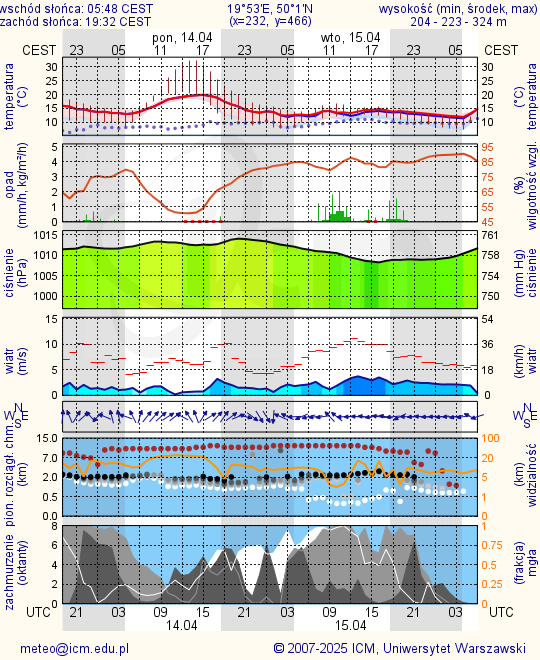 wschód słońca: 05:48 CEST 19°53'E, 50°1'N wysokość (min, środek, max)
zachód słońca: 19:32 CEST (x=232, y=466) 204 - 223 - 324 m
pon, 14.04 wto, 15.04
CEST 23 05 11 17 23 05 11 17 23 05 CEST
temperatura (°C)
30 25 20 15 10
30 25 20 15 10
temperatura (°C)
opad (mm/h, kg/m²/h)
5 4 3 2 1 0
95 85 75 65 55 45
wilgotność wzgl. (%)
ciśnienie (hPa)
1015 1010 1005 1000
761 758 754 750
ciśnienie (mm Hg)
wiatr (m/s)
15 10 5 0
54 36 18 0
wiatr (km/h)
N W E S
N W E S
pion. rozciągł. chm. (km)
15.0 7.0 2.0 0.5 0.0
100 20 5 1 0
widzialność (km)
zachmurzenie (oktanty)
8 6 4 2 0
1 0.75 0.5 0.25 0
mgła (frakcja)
UTC 21 03 09 15 21 03 09 15 21 03 UTC
14.04 15.04
meteo@icm.edu.pl © 2007-2025 ICM, Uniwersytet Warszawski